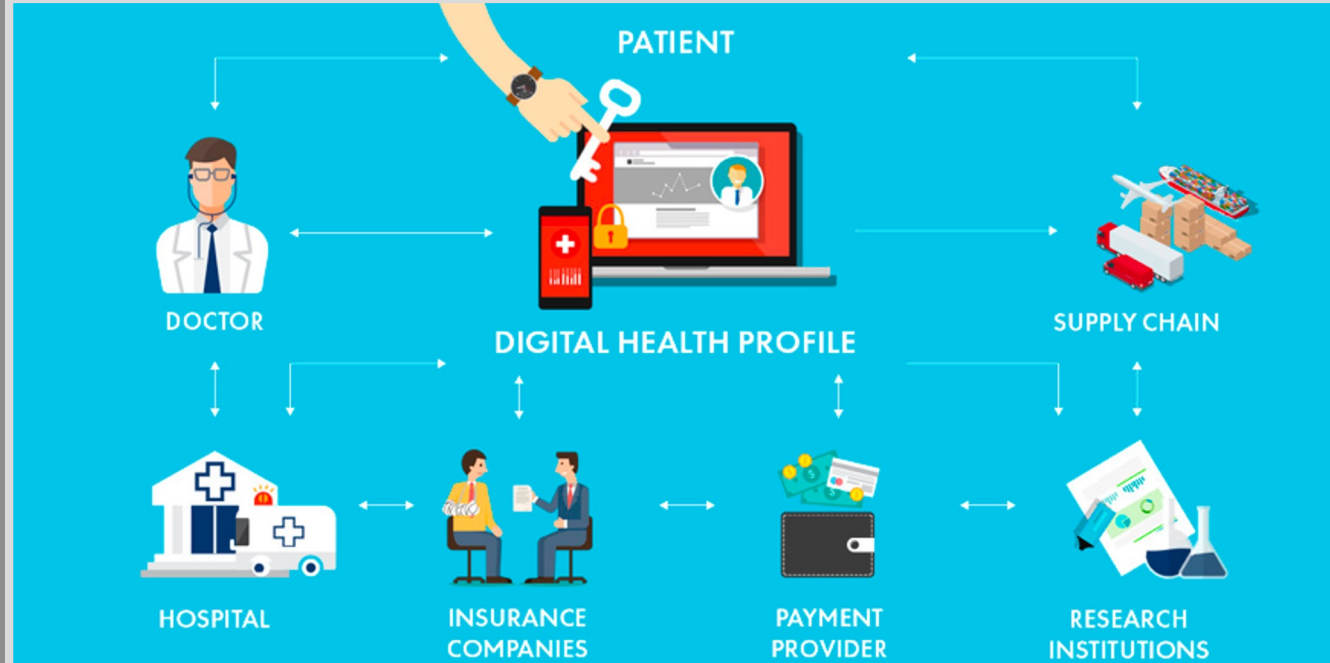 PATIENT
DOCTOR
DIGITAL HEALTH PROFILE
SUPPLY CHAIN
HOSPITAL
INSURANCE
COMPANIES
PAYMENT
PROVIDER
RESEARCH
INSTITUTIONS